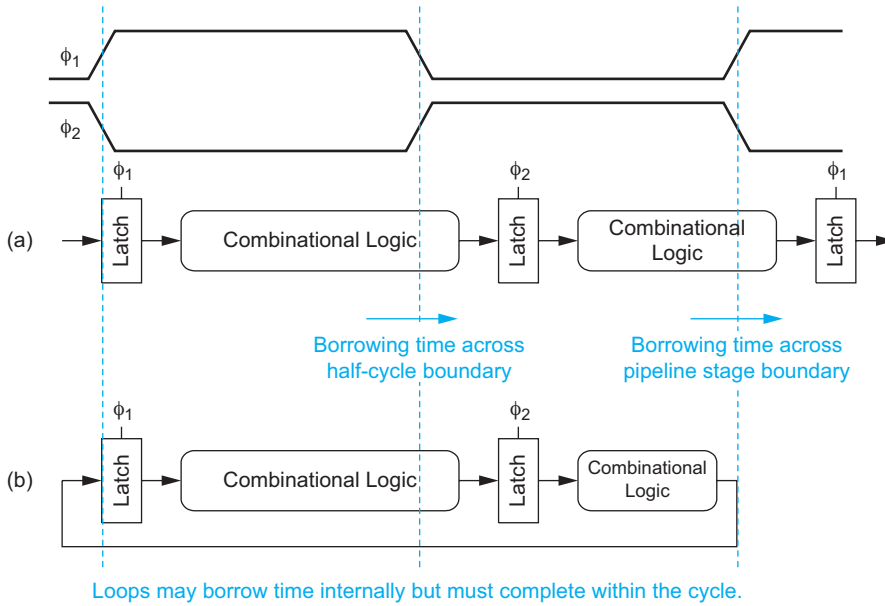 ϕ1
ϕ2
ϕ1
ϕ2
ϕ1
(a)
Latch
Combinational Logic
Latch
Combinational
Logic
Latch
Borrowing time across
half-cycle boundary
Borrowing time across
pipeline stage boundary
ϕ1
ϕ2
(b)
Latch
Combinational Logic
Latch
Combinational
Logic
Loops may borrow time internally but must complete within the cycle.